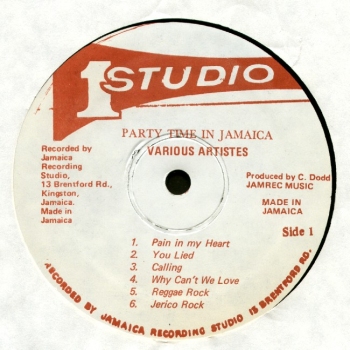 1 STUDIO
PARTY TIME IN JAMAICA
VARIOUS ARTISTES
Recorded by
Jamaica
Recording
Studio,
13 Brentford Rd.,
Kingston,
Jamaica.
Made in
Jamaica
Produced by C. Dodd
JAMREC MUSIC
MADE IN
JAMAICA
Side 1
1. Pain in my Heart
2. You Lied
3. Calling
4. Why Can't We Love
5. Reggae Rock
6. Jerico Rock
RECORDED BY JAMAICA RECORDING STUDIO 13 BRENTFORD RD.